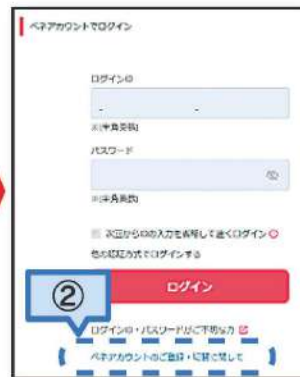 ベネアカウントでログイン
ログインID
- -
※(半角英数)
パスワード
※(半角英数)
次回からIDの入力を省略して速くログイン
他の認証方式でログインする
ログイン
②
ログインID・パスワードがご不明な方
ベネアカウントのご登録・切替に関して